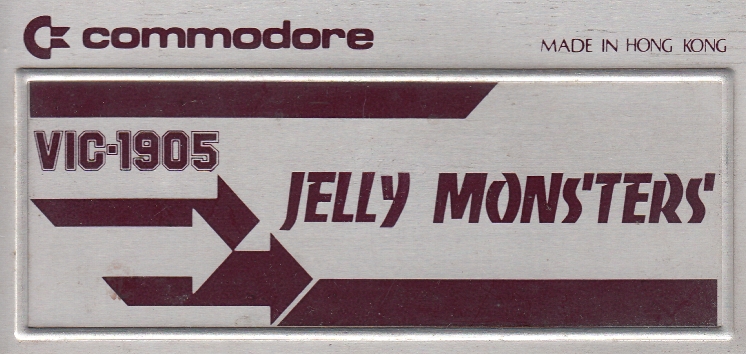 commodore
MADE IN HONG KONG
VIC-1905
JELLY MONSTERS